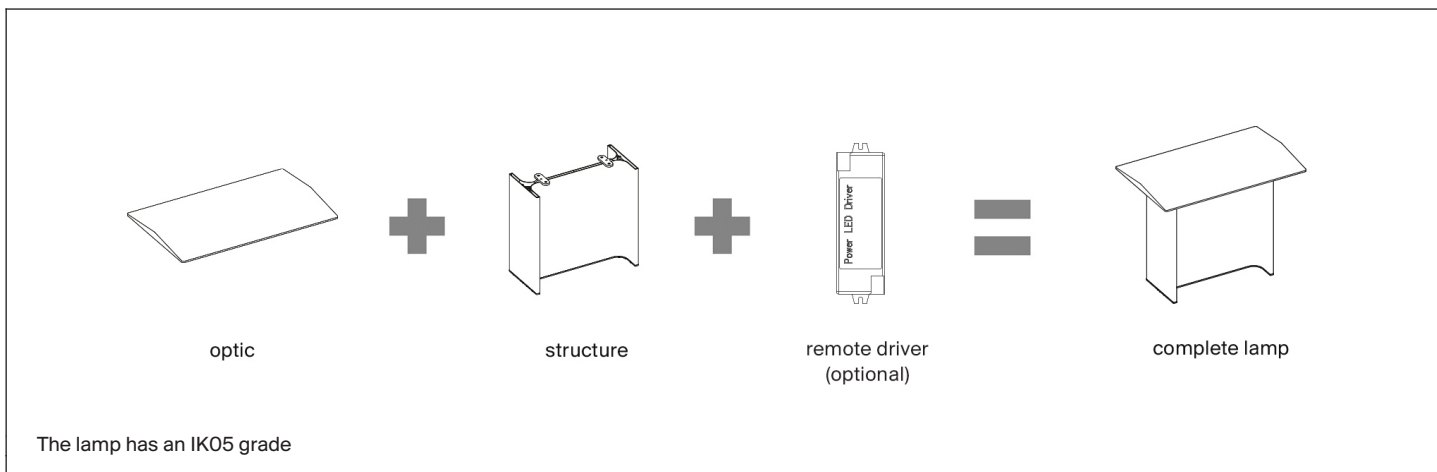 Power LED Driver
optic
structure
remote driver
(optional)
complete lamp
The lamp has an IK05 grade